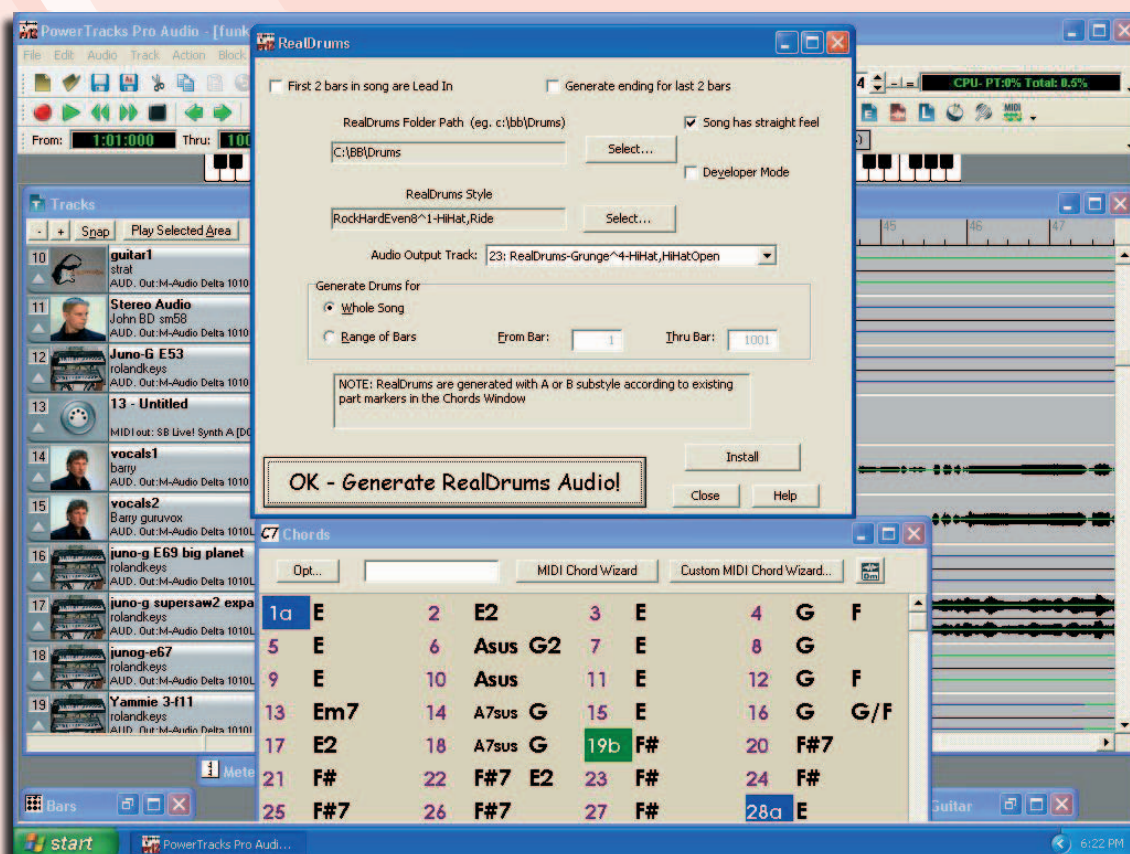 PowerTracks Pro Audio - [funk
File Edit Audio Track Action Block
4
CPU- PT:0% Total: 8.5%
MIDI
From: 1:01:000 Thru: 100
RealDrums
First 2 bars in song are Lead In
Generate ending for last 2 bars
RealDrums Folder Path (eg. c:\bb\Drums)
Song has straight feel
C:\BB\Drums
Select...
Developer Mode
RealDrums Style
RockHardEven8^1-HiHat,Ride
Select...
Audio Output Track: 23: RealDrums-Grunge^4-HiHat,HiHatOpen
Generate Drums for
Whole Song
Range of Bars From Bar: 1 Thru Bar: 1001
NOTE: RealDrums are generated with A or B substyle according to existing
part markers in the Chords Window
Install
OK - Generate RealDrums Audio!
Close Help
Tracks
- + Snap Play Selected Area
45 46 47
10 guitar1
strat
AUD. Out:M-Audio Delta 1010
11 Stereo Audio
John BD sm58
AUD. Out:M-Audio Delta 1010
12 Juno-G E53
rolandkeys
AUD. Out:M-Audio Delta 1010
13 13 - Untitled
MIDI out: SB Live! Synth A [D0
14 vocals1
barry
AUD. Out:M-Audio Delta 1010
15 vocals2
Barry guruvox
AUD. Out:M-Audio Delta 1010L
16 juno-g E69 big planet
rolandkeys
AUD. Out:M-Audio Delta 1010L
17 juno-g supersaw2 expa
rolandkeys
AUD. Out:M-Audio Delta 1010L
18 junog-e67
rolandkeys
AUD. Out:M-Audio Delta 1010L
19 Yammie 3-f11
rolandkeys
AUD. Out:M-Audio Delta 1010L
C7 Chords
Opt... MIDI Chord Wizard Custom MIDI Chord Wizard... Dm
1a E 2 E2 3 E 4 G F
5 E 6 Asus G2 7 E 8 G
9 E 10 Asus 11 E 12 G F
13 Em7 14 A7sus G 15 E 16 G G/F
17 E2 18 A7sus G 19b F# 20 F#7
21 F# 22 F#7 E2 23 F# 24 F#
25 F#7 26 F#7 27 F# 28a E
Mete
Bars
Guitar
start PowerTracks Pro Audi... 6:22 PM